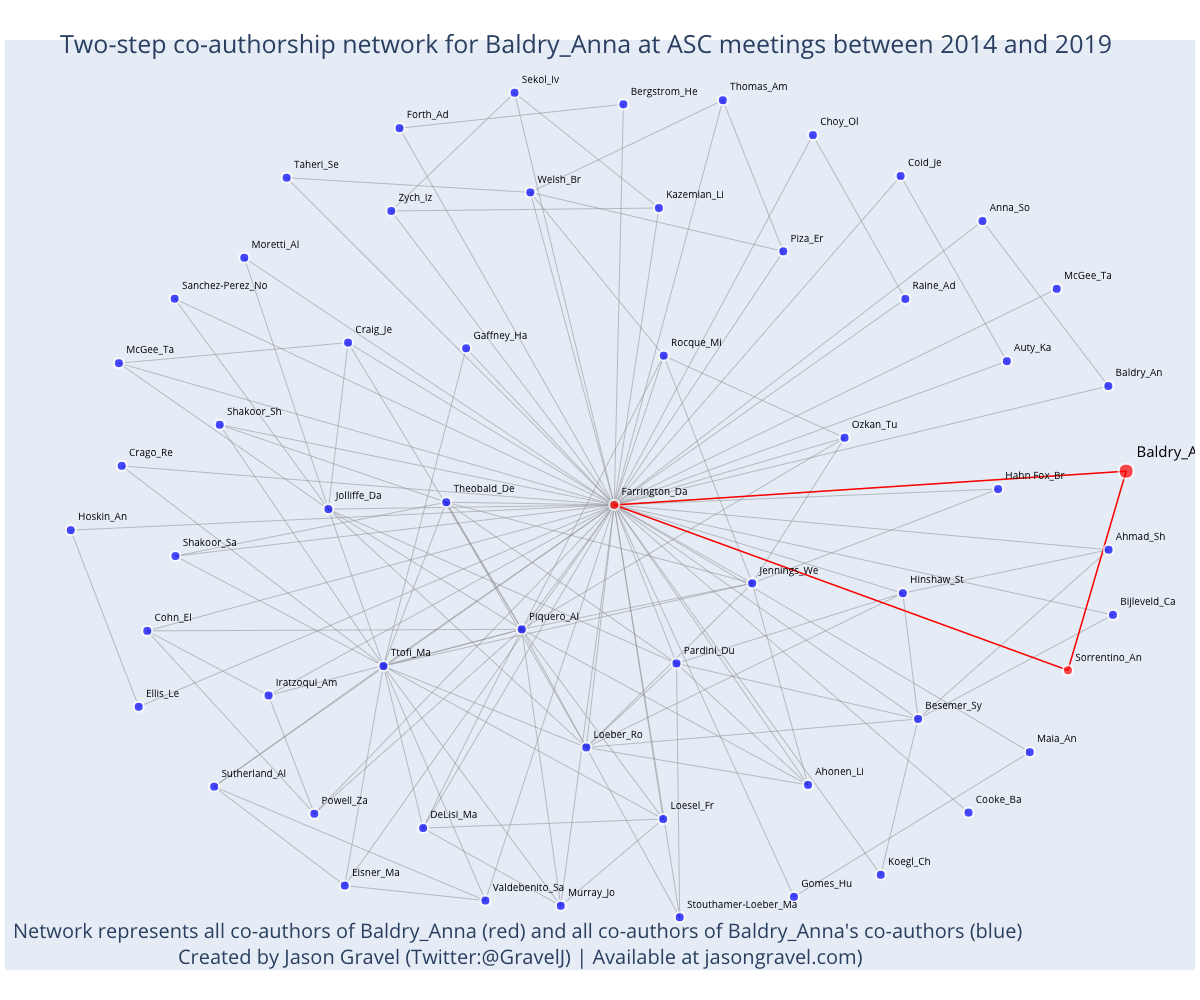 Two-step co-authorship network for Baldry_Anna at ASC meetings between 2014 and 2019
Sekol_Iv
Thomas_Am
Bergstrom_He
Forth_Ad
Choy_Ol
Coid_Je
Taheri_Se
Welsh_Br
Zych_Iz
Kazemian_Li
Anna_So
Piza_Er
Moretti_Al
McGee_Ta
Sanchez-Perez_No
Raine_Ad
Craig_Je
Gaffney_Ha
Rocque_Mi
McGee_Ta
Auty_Ka
Baldry_An
Shakoor_Sh
Ozkan_Tu
Crago_Re
Baldry_A
Hahn Fox_Br
Jolliffe_Da
Theobald_De
Farrington_Da
Hoskin_An
Ahmad_Sh
Shakoor_Sa
Jennings_We
Hinshaw_St
Bijleveld_Ca
Cohn_El
Piquero_Al
Ttofi_Ma
Pardini_Du
Sorrentino_An
Iratzoqui_Am
Ellis_Le
Besemer_Sy
Loeber_Ro
Maia_An
Sutherland_Al
Ahonen_Li
Powell_Za
Loesel_Fr
Cooke_Ba
DeLisi_Ma
Koegl_Ch
Eisner_Ma
Valdebenito_Sa
Murray_Jo
Gomes_Hu
Stouthamer-Loeber_Ma
Network represents all co-authors of Baldry_Anna (red) and all co-authors of Baldry_Anna's co-authors (blue)
Created by Jason Gravel (Twitter:@GravelJ) | Available at jasongravel.com)